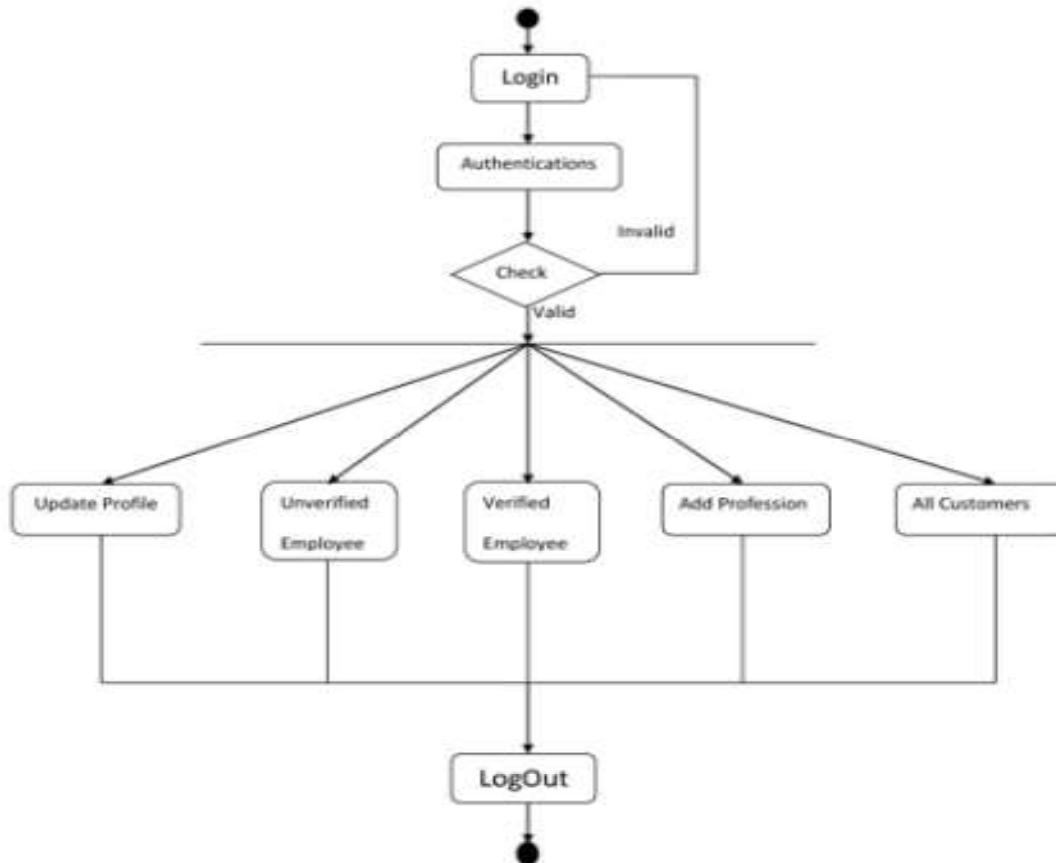 Login
Authentications
Invalid
Check
Valid
Update Profile
Unverified
Employee
Verified
Employee
Add Profession
All Customers
LogOut